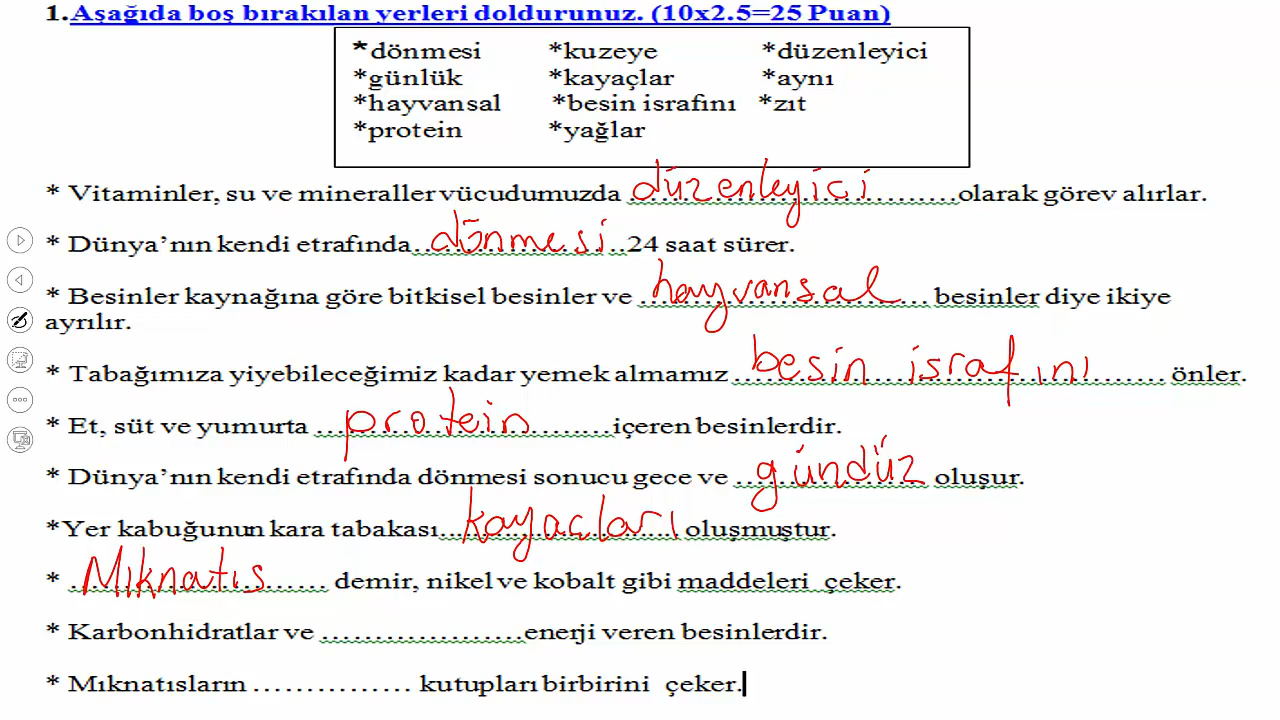 1.Aşağıda boş bırakılan yerleri doldurunuz. (10x2.5=25 Puan)
*dönmesi *kuzeye *düzenleyici
*günlük *kayaçlar *aynı
*hayvansal *besin israfını *zıt
*protein *yağlar
* Vitaminler, su ve mineraller vücudumuzda düzenleyici olarak görev alırlar.
* Dünya’nın kendi etrafında dönmesi 24 saat sürer.
* Besinler kaynağına göre bitkisel besinler ve hayvansal besinler diye ikiye
ayrılır.
* Tabağımıza yiyebileceğimiz kadar yemek almamız besin israfını önler.
* Et, süt ve yumurta protein içeren besinlerdir.
* Dünya’nın kendi etrafında dönmesi sonucu gece ve gündüz oluşur.
*Yer kabuğunun kara tabakası kayaçları oluşmuştur.
* Mıknatıs demir, nikel ve kobalt gibi maddeleri çeker.
* Karbonhidratlar ve ...................enerji veren besinlerdir.
* Mıknatısların ............... kutupları birbirini çeker.